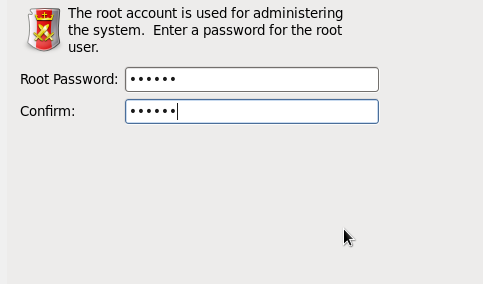 The root account is used for administering
the system.  Enter a password for the root
user.
Root Password: ••••••
Confirm: ••••••